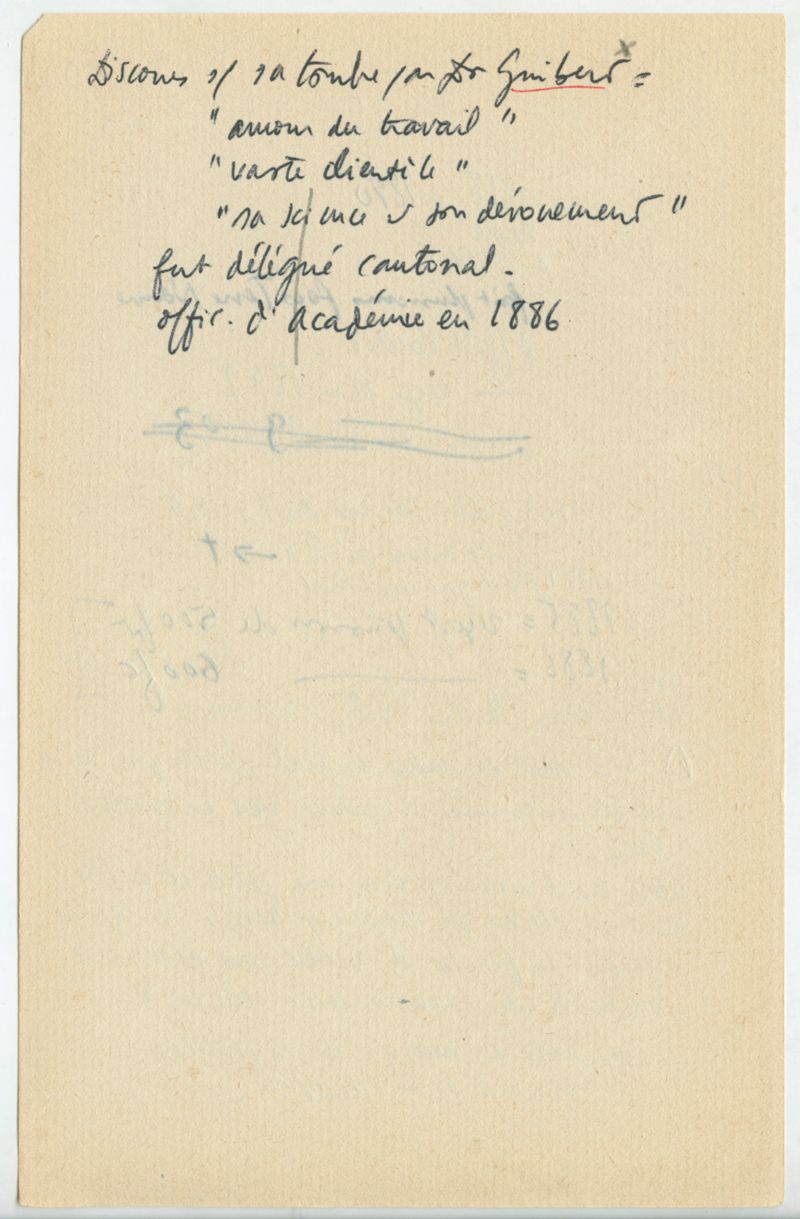 Discours s/ sa tombe par Dr Guibert =
" amour du travail "
" vaste clientèle "
" sa science & son dévouement "
fut délégué cantonal.
offic. d'Académie en 1886